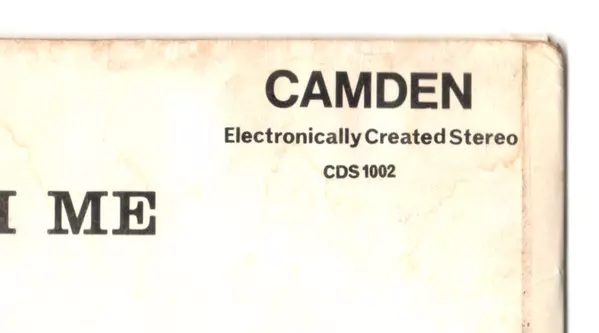 CAMDEN
Electronically Created Stereo
CDS 1002
ME